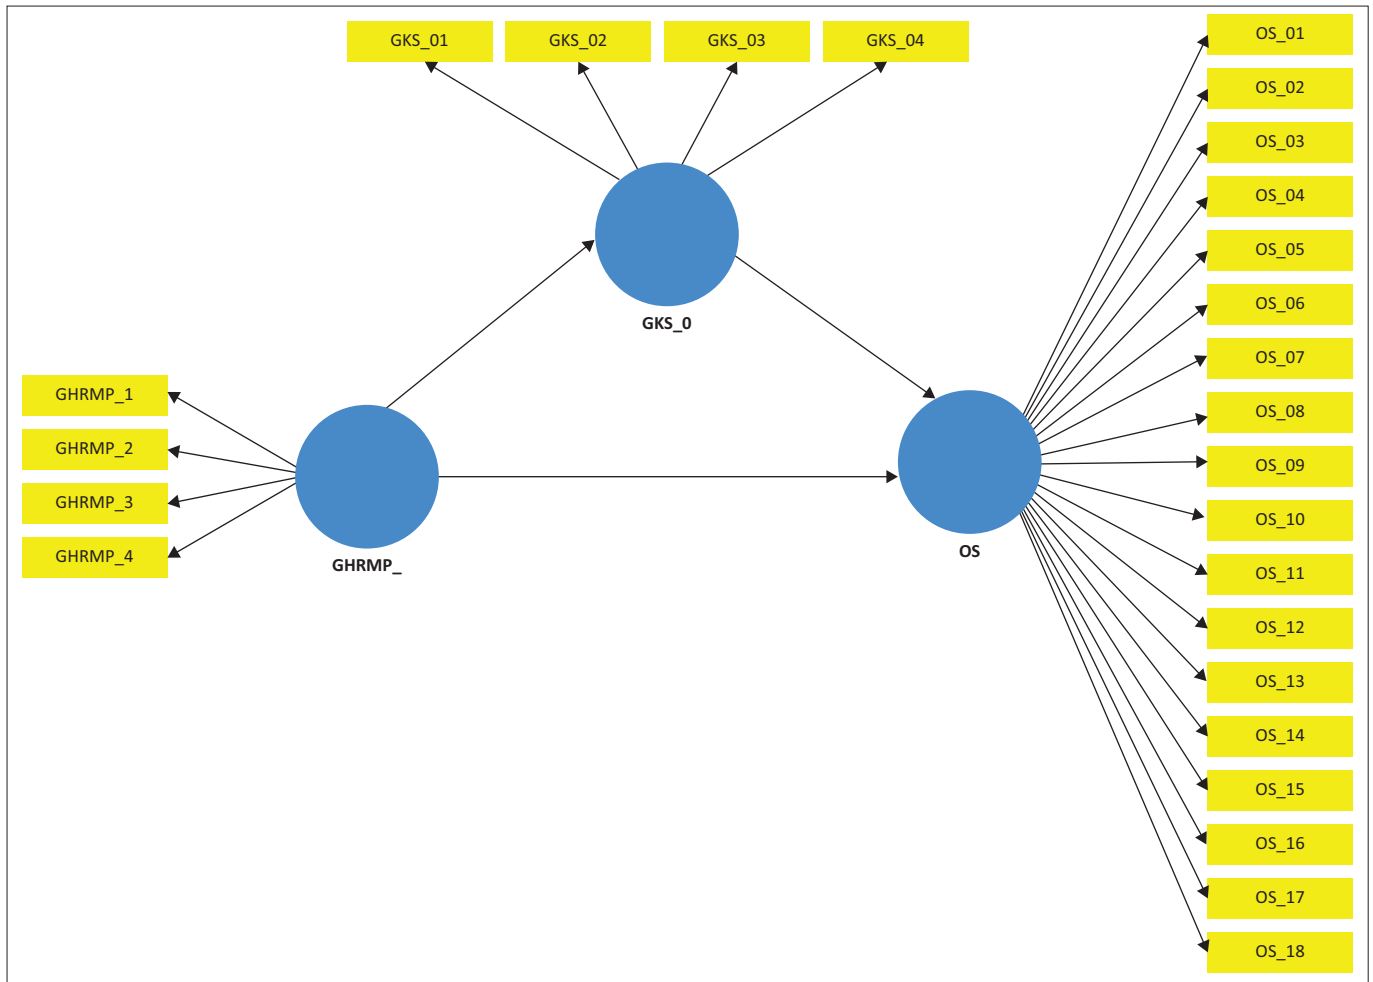 GKS_01
GKS_02
GKS_03
GKS_04
GKS_0
GHRMP_1
GHRMP_2
GHRMP_3
GHRMP_4
GHRMP_
OS
OS_01
OS_02
OS_03
OS_04
OS_05
OS_06
OS_07
OS_08
OS_09
OS_10
OS_11
OS_12
OS_13
OS_14
OS_15
OS_16
OS_17
OS_18